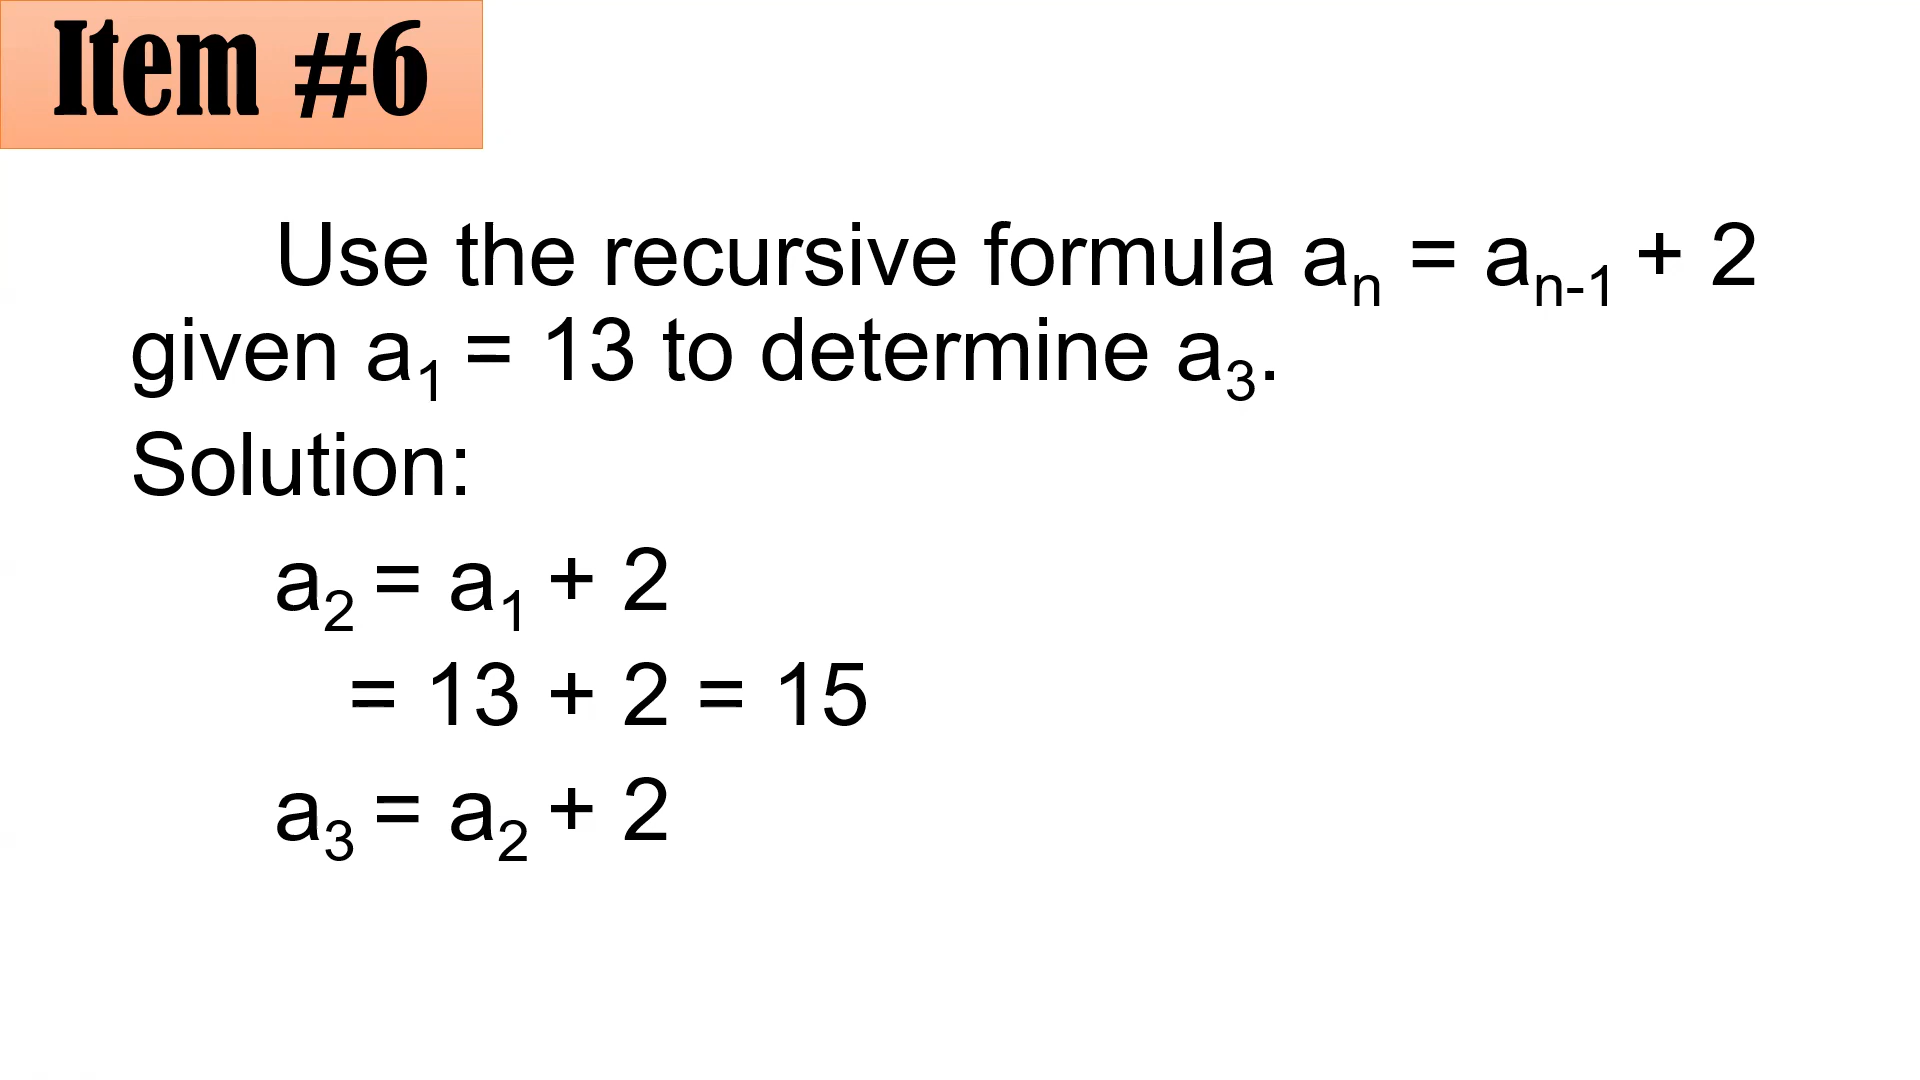 Item #6
Use the recursive formula aₙ = aₙ₋₁ + 2
given a₁ = 13 to determine a₃.
Solution:
a₂ = a₁ + 2
= 13 + 2 = 15
a₃ = a₂ + 2